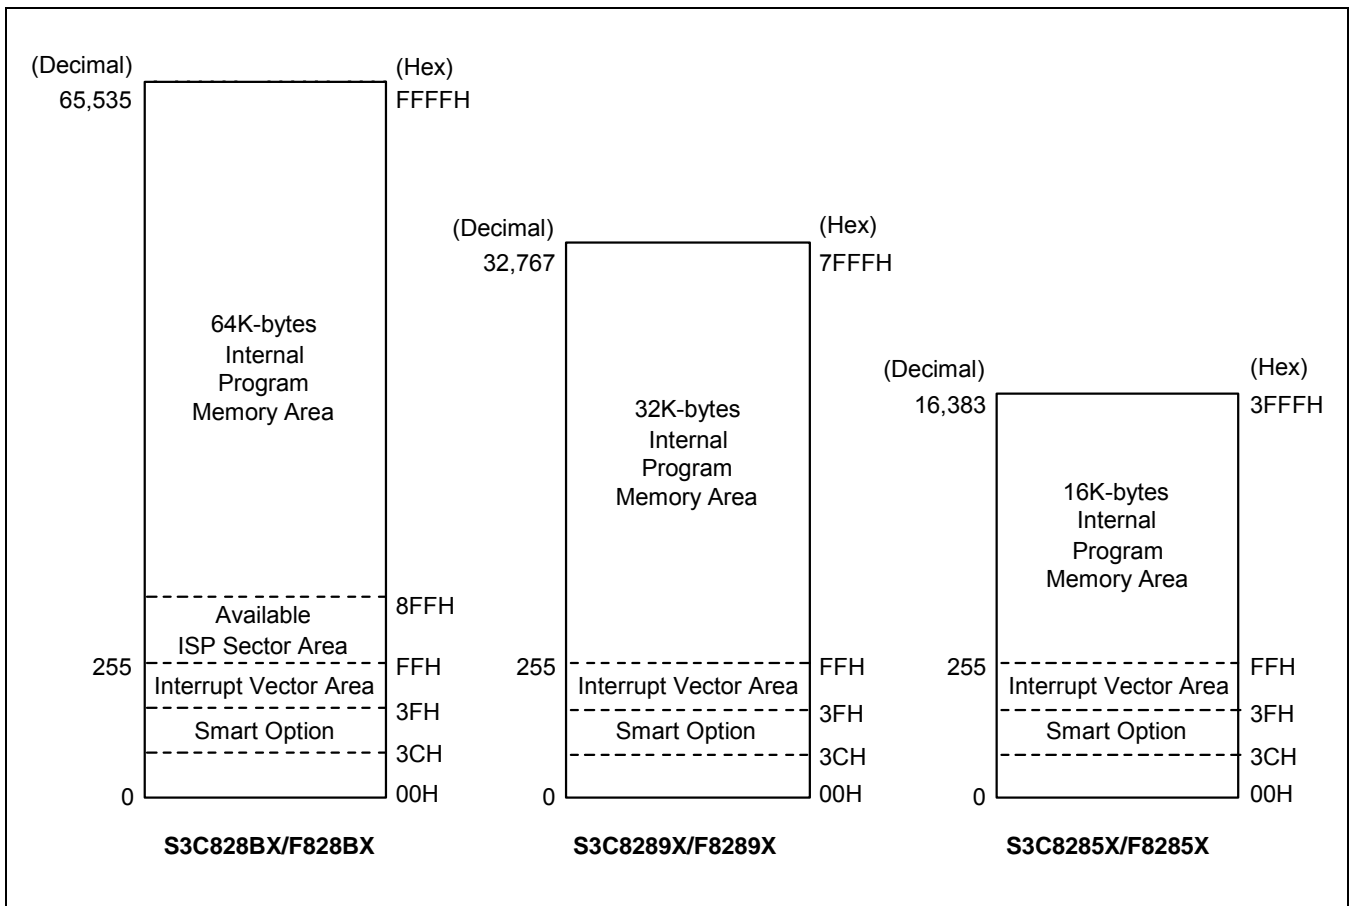 (Decimal)
(Hex)
65,535
FFFFH
64K-bytes
Internal
Program
Memory Area
8FFH
Available
ISP Sector Area
255
FFH
Interrupt Vector Area
3FH
Smart Option
3CH
0
00H
S3C828BX/F828BX
(Decimal)
(Hex)
32,767
7FFFH
32K-bytes
Internal
Program
Memory Area
255
FFH
Interrupt Vector Area
3FH
Smart Option
3CH
0
00H
S3C8289X/F8289X
(Decimal)
(Hex)
16,383
3FFFH
16K-bytes
Internal
Program
Memory Area
255
FFH
Interrupt Vector Area
3FH
Smart Option
3CH
0
00H
S3C8285X/F8285X